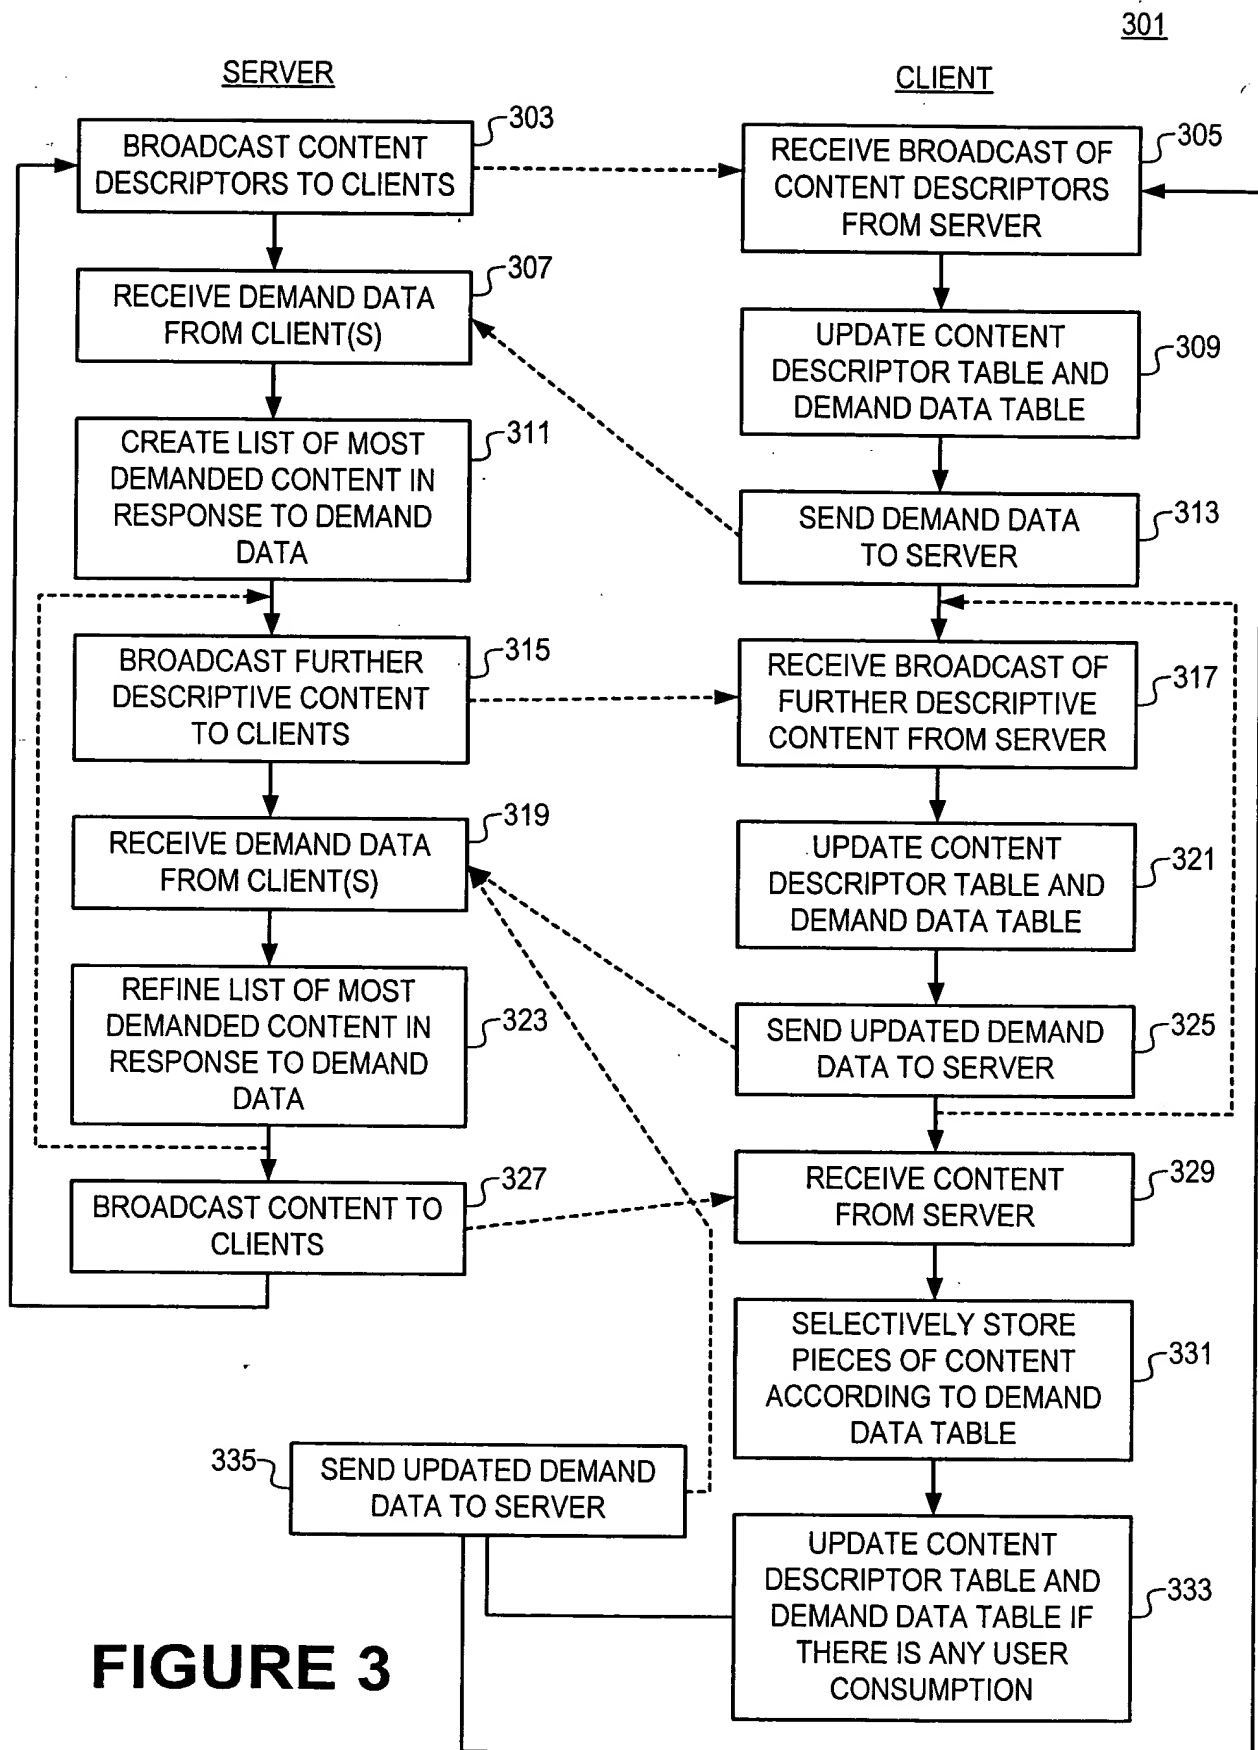 301
SERVER
CLIENT
303
BROADCAST CONTENT
DESCRIPTORS TO CLIENTS
305
RECEIVE BROADCAST OF
CONTENT DESCRIPTORS
FROM SERVER
307
RECEIVE DEMAND DATA
FROM CLIENT(S)
309
UPDATE CONTENT
DESCRIPTOR TABLE AND
DEMAND DATA TABLE
311
CREATE LIST OF MOST
DEMANDED CONTENT IN
RESPONSE TO DEMAND
DATA
313
SEND DEMAND DATA
TO SERVER
315
BROADCAST FURTHER
DESCRIPTIVE CONTENT
TO CLIENTS
317
RECEIVE BROADCAST OF
FURTHER DESCRIPTIVE
CONTENT FROM SERVER
319
RECEIVE DEMAND DATA
FROM CLIENT(S)
321
UPDATE CONTENT
DESCRIPTOR TABLE AND
DEMAND DATA TABLE
323
REFINE LIST OF MOST
DEMANDED CONTENT IN
RESPONSE TO DEMAND
DATA
325
SEND UPDATED DEMAND
DATA TO SERVER
327
BROADCAST CONTENT TO
CLIENTS
329
RECEIVE CONTENT
FROM SERVER
331
SELECTIVELY STORE
PIECES OF CONTENT
ACCORDING TO DEMAND
DATA TABLE
335
SEND UPDATED DEMAND
DATA TO SERVER
333
UPDATE CONTENT
DESCRIPTOR TABLE AND
DEMAND DATA TABLE IF
THERE IS ANY USER
CONSUMPTION
FIGURE 3